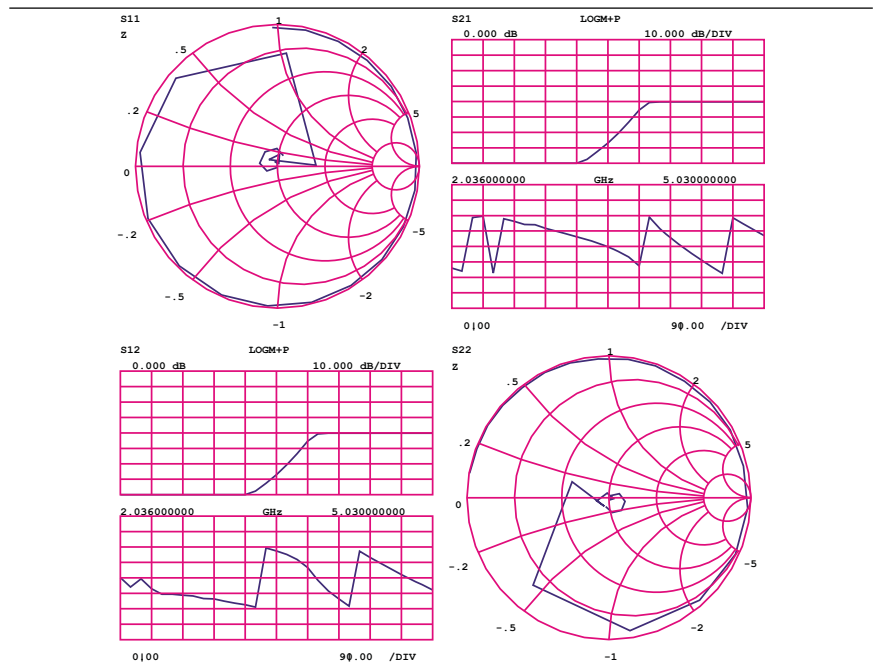 S11
Z
1
.5
2
.2
5
0
-.2
-5
-.5
-2
-1
S21 LOGM+P
0.000 dB 10.000 dB/DIV
2.036000000 GHz 5.030000000
0|00 90.00 /DIV
S12 LOGM+P
0.000 dB 10.000 dB/DIV
2.036000000 GHz 5.030000000
0|00 90.00 /DIV
S22
Z
1
.5
2
.2
5
0
-.2
-5
-.5
-2
-1